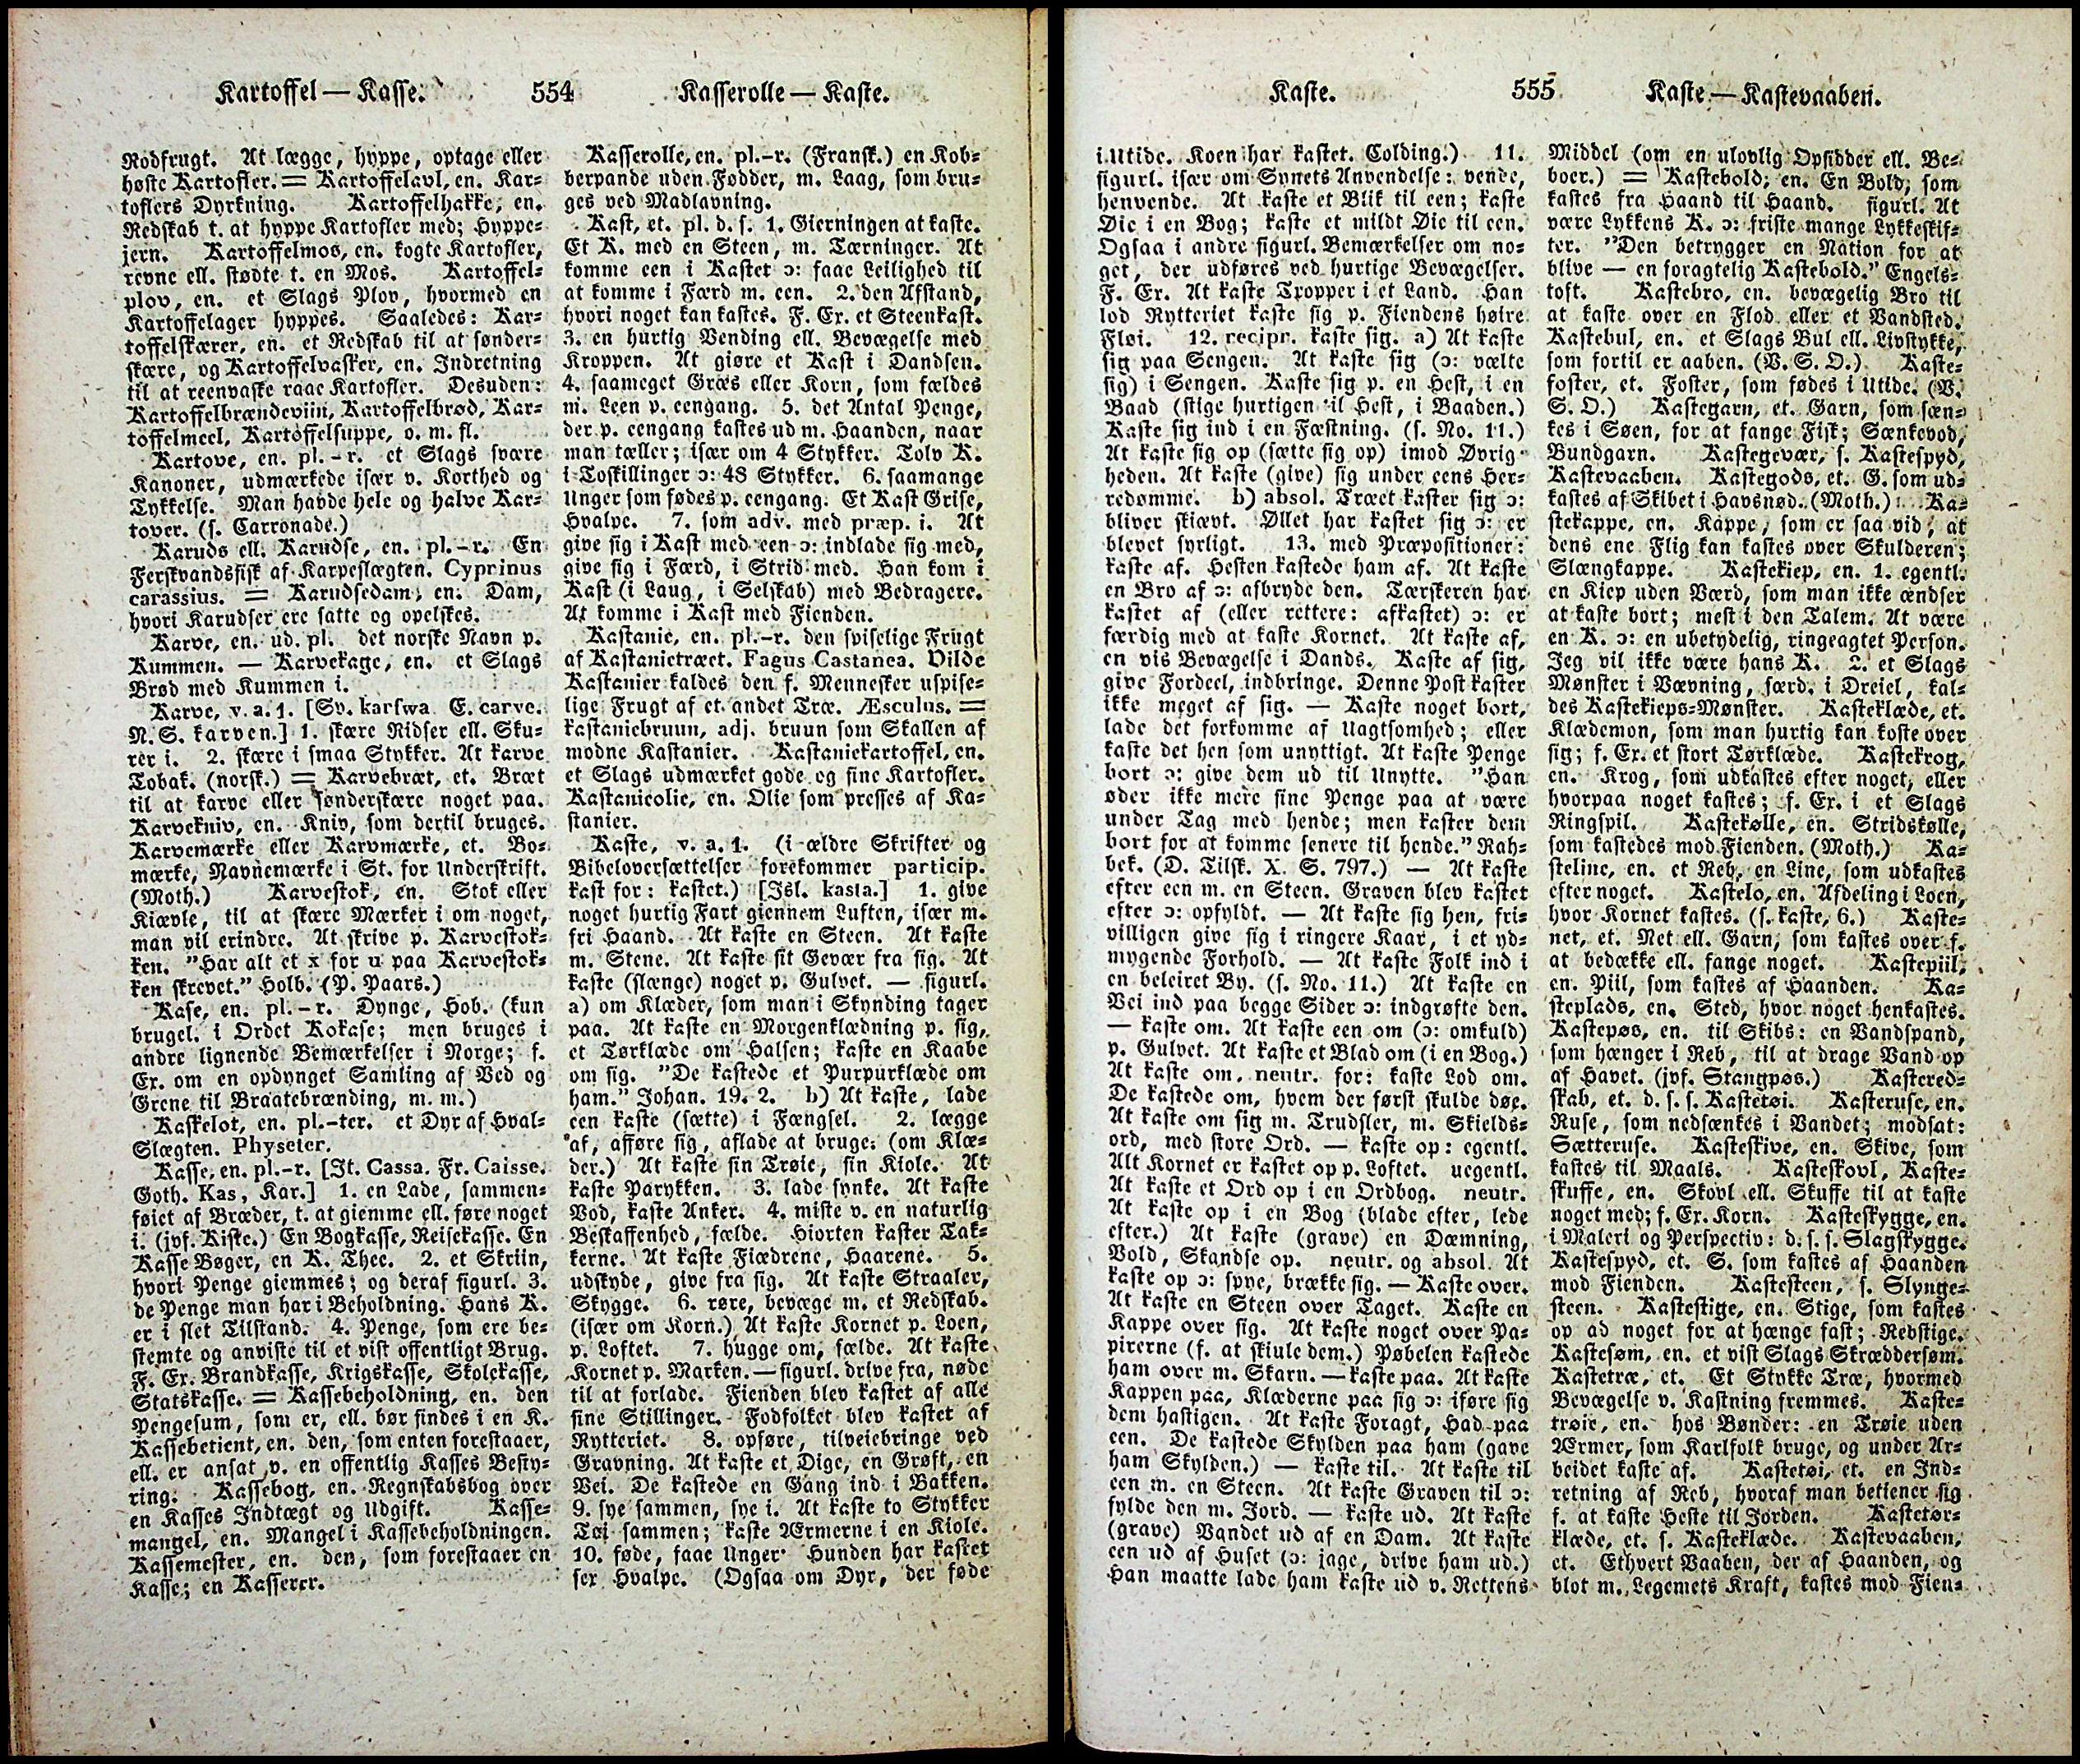 Kartoffel — Kasse. 554 Kasserolle — Kaste.
Rodfrugt. At lægge, hyppe, optage eller
høste Kartofler. = Kartoffelavl, en. Kar-
toflers Dyrkning. Kartoffelhakke, en.
Redskab t. at hyppe Kartofler med; Hyppe-
jern. Kartoffelmos, en. kogte Kartofler,
revne ell. stødte t. en Mos. Kartoffel-
plov, en. et Slags Plov, hvormed en
Kartoffelager hyppes. Saaledes: Kar-
toffelskærer, en. et Redskab til at sønder-
skære, og Kartoffelvasker, en. Indretning
til at reenvaske raae Kartofler. Desuden:
Kartoffelbrændeviin, Kartoffelbrød, Kar-
toffelmeel, Kartoffelsuppe, o. m. fl.
Kartove, en. pl.-r. et Slags svære
Kanoner, udmærkede især v. Korthed og
Tykkelse. Man havde hele og halve Kar-
tover. (s. Carronade.)
Karuds ell. Karudse, en. pl.-r. En
Ferskvandsfisk af Karpeslægten. Cyprinus
carassius. = Karudsedam, en. Dam,
hvori Karudser ere satte og opelskes.
Karve, en. ud. pl. det norske Navn p.
Kummen. — Karvekage, en. et Slags
Brød med Kummen i.
Karve, v. a. 1. [Sv. karfwa. E. carve.
N. S. karven.] 1. skære Ridser ell. Sku-
rer i. 2. skære i smaa Stykker. At karve
Tobak. (norsk.) = Karvebræt, et. Bræt
til at karve eller sønderskære noget paa.
Karvekniv, en. Kniv, som dertil bruges.
Karvemærke eller Karvmærke, et. Bo-
mærke, Navnemærke i St. for Underskrift.
(Moth.) Karvestok, en. Stok eller
Kiævle, til at skære Mærker i om noget,
man vil erindre. At skrive p. Karvestok-
ken. "Har alt et x for u paa Karvestok-
ken skrevet." Holb. (P. Paars.)
Kase, en. pl.-r. Dynge, Hob. (kun
brugel. i Ordet Kokase; men bruges i
andre lignende Bemærkelser i Norge; f.
Ex. om en opdynget Samling af Ved og
Grene til Braatebrænding, m. m.)
Kaskelot, en. pl.-ter. et Dyr af Hval-
Slægten. Physeter.
Kasse, en. pl.-r. [It. Cassa. Fr. Caisse.
Goth. Kas, Kar.] 1. en Lade, sammen-
føiet af Bræder, t. at giemme ell. føre noget
i. (jvf. Kiste.) En Bogkasse, Reisekasse. En
Kasse Bøger, en K. Thee. 2. et Skriin,
hvori Penge giemmes; og deraf figurl. 3.
de Penge man har i Beholdning. Hans K.
er i slet Tilstand. 4. Penge, som ere be-
stemte og anviste til et vist offentligt Brug.
F. Ex. Brandkasse, Krigskasse, Skolekasse,
Statskasse. = Kassebeholdning, en. den
Pengesum, som er, ell. bør findes i en K.
Kassebetient, en. den, som enten forestaaer,
ell. er ansat v. en offentlig Kasses Besty-
ring. Kassebog, en. Regnskabsbog over
en Kasses Indtægt og Udgift. Kasse-
mangel, en. Mangel i Kassebeholdningen.
Kassemester, en. den, som forestaaer en
Kasse; en Kasserer.
Kasserolle, en. pl.-r. (Fransk.) en Kob-
berpande uden Fødder, m. Laag, som bru-
ges ved Madlavning.
Kast, et. pl. d. s. 1. Gierningen at kaste.
Et K. med en Steen, m. Tærninger. At
komme een i Kastet ɔ: faae Leilighed til
at komme i Færd m. een. 2. den Afstand,
hvori noget kan kastes. F. Ex. et Steenkast.
3. en hurtig Vending ell. Bevægelse med
Kroppen. At giøre et Kast i Dandsen.
4. saameget Græs eller Korn, som fældes
m. Leen p. eengang. 5. det Antal Penge,
der p. eengang kastes ud m. Haanden, naar
man tæller; især om 4 Stykker. Tolv K.
i Toskillinger ɔ: 48 Stykker. 6. saamange
Unger som fødes p. eengang. Et Kast Grise,
Hvalpe. 7. som adv. med præp. i. At
give sig i Kast med een ɔ: indlade sig med,
give sig i Færd, i Strid med. Han kom i
Kast (i Laug, i Selskab) med Bedragere.
At komme i Kast med Fienden.
Kastanie, en. pl.-r. den spiselige Frugt
af Kastanietræet. Fagus Castanea. Vilde
Kastanier kaldes den f. Mennesker uspise-
lige Frugt af et andet Træ. Æsculus. =
kastaniebruun, adj. bruun som Skallen af
modne Kastanier. Kastaniekartoffel, en.
et Slags udmærket gode og fine Kartofler.
Kastanieolie, en. Olie som presses af Ka-
stanier.
Kaste, v. a. 1. (i ældre Skrifter og
Bibeloversættelser forekommer particip.
kast for: kastet.) [Isl. kasta.] 1. give
noget hurtig Fart giennem Luften, især m.
fri Haand. At kaste en Steen. At kaste
m. Stene. At kaste sit Gevær fra sig. At
kaste (slænge) noget p. Gulvet. — figurl.
a) om Klæder, som man i Skynding tager
paa. At kaste en Morgenklædning p. sig,
et Tørklæde om Halsen; kaste en Kaabe
om sig. "De kastede et Purpurklæde om
ham." Johan. 19. 2. b) At kaste, lade
een kaste (sætte) i Fængsel. 2. lægge
af, afføre sig, aflade at bruge. (om Klæ-
der.) At kaste sin Trøie, sin Kiole. At
kaste Parykken. 3. lade synke. At kaste
Vod, kaste Anker. 4. miste v. en naturlig
Beskaffenhed, fælde. Hiorten kaster Tak-
kerne. At kaste Fiædrene, Haarene. 5.
udskyde, give fra sig. At kaste Straaler,
Skygge. 6. røre, bevæge m. et Redskab.
(især om Korn.) At kaste Kornet p. Loen,
p. Loftet. 7. hugge om, fælde. At kaste
Kornet p. Marken. — figurl. drive fra, nøde
til at forlade. Fienden blev kastet af alle
sine Stillinger. Fodfolket blev kastet af
Rytteriet. 8. opføre, tilveiebringe ved
Gravning. At kaste et Dige, en Grøft, en
Vei. De kastede en Gang ind i Bakken.
9. sye sammen, sye i. At kaste to Stykker
Tøi sammen; kaste Ærmerne i en Kiole.
10. føde, faae Unger. Hunden har kastet
sex Hvalpe. (Ogsaa om Dyr, der føde
Kaste. 555 Kaste — Kastevaaben.
i Utide. Koen har kastet. Colding.) 11.
figurl. især om Synets Anvendelse: vende,
henvende. At kaste et Blik til een; kaste
Øie i en Bog; kaste et mildt Øie til een.
Ogsaa i andre figurl. Bemærkelser om no-
get, der udføres ved hurtige Bevægelser.
F. Ex. At kaste Tropper i et Land. Han
lod Rytteriet kaste sig p. Fiendens høire
Fløi. 12. recipr. kaste sig. a) At kaste
sig paa Sengen. At kaste sig (ɔ: vælte
sig) i Sengen. Kaste sig p. en Hest, i en
Baad (stige hurtigen til Hest, i Baaden.)
Kaste sig ind i en Fæstning. (s. No. 11.)
At kaste sig op (sætte sig op) imod Øvrig-
heden. At kaste (give) sig under eens Her-
redømme. b) absol. Træet kaster sig ɔ:
bliver skiævt. Øllet har kastet sig ɔ: er
blevet syrligt. 13. med Præpositioner:
kaste af. Hesten kastede ham af. At kaste
en Bro af ɔ: afbryde den. Tærskeren har
kastet af (eller rettere: afkastet) ɔ: er
færdig med at kaste Kornet. At kaste af,
en vis Bevægelse i Dands. Kaste af sig,
give Fordeel, indbringe. Denne Post kaster
ikke meget af sig. — Kaste noget bort,
lade det forkomme af Uagtsomhed; eller
kaste det hen som unyttigt. At kaste Penge
bort ɔ: give dem ud til Unytte. "Han
øder ikke mere sine Penge paa at være
under Tag med hende; men kaster dem
bort for at komme senere til hende." Rah-
bek. (D. Tilsk. X. S. 797.) — At kaste
efter een m. en Steen. Graven blev kastet
efter ɔ: opfyldt. — At kaste sig hen, fri-
villigen give sig i ringere Kaar, i et yd-
mygende Forhold. — At kaste Folk ind i
en beleiret By. (s. No. 11.) At kaste en
Vei ind paa begge Sider ɔ: indgrøfte den.
— kaste om. At kaste een om (ɔ: omkuld)
p. Gulvet. At kaste et Blad om (i en Bog.)
At kaste om, neutr. for: kaste Lod om.
De kastede om, hvem der først skulde døe.
At kaste om sig m. Trudsler, m. Skields-
ord, med store Ord. — kaste op: egentl.
Alt Kornet er kastet op p. Loftet. uegentl.
At kaste et Ord op i en Ordbog. neutr.
At kaste op i en Bog (blade efter, lede
efter.) At kaste (grave) en Dæmning,
Vold, Skandse op. neutr. og absol. At
kaste op ɔ: spye, brække sig. — Kaste over.
At kaste en Steen over Taget. Kaste en
Kappe over sig. At kaste noget over Pa-
pirerne (f. at skiule dem.) Pøbelen kastede
ham over m. Skarn. — kaste paa. At kaste
Kappen paa, Klæderne paa sig ɔ: iføre sig
dem hastigen. At kaste Foragt, Had paa
een. De kastede Skylden paa ham (gave
ham Skylden.) — kaste til. At kaste til
een m. en Steen. At kaste Graven til ɔ:
fylde den m. Jord. — kaste ud. At kaste
(grave) Vandet ud af en Dam. At kaste
een ud af Huset (ɔ: jage, drive ham ud.)
Han maatte lade ham kaste ud v. Rettens
Middel (om en ulovlig Opsidder ell. Be-
boer.) = Kastebold, en. En Bold, som
kastes fra Haand til Haand. figurl. At
være Lykkens K. ɔ: friste mange Lykkeskif-
ter. "Den betrygger en Nation for at
blive — en foragtelig Kastebold." Engels-
toft. Kastebro, en. bevægelig Bro til
at kaste over en Flod eller et Vandsted.
Kastebul, en. et Slags Bul ell. Livstykke,
som fortil er aaben. (V. S. O.) Kaste-
foster, et. Foster, som fødes i Utide. (V.
S. O.) Kastegarn, et. Garn, som sæn-
kes i Søen, for at fange Fisk; Sænkevod,
Bundgarn. Kastegevær, s. Kastespyd,
Kastevaaben. Kastegods, et. G. som ud-
kastes af Skibet i Havsnød. (Moth.) Ka-
stekappe, en. Kappe, som er saa vid, at
dens ene Flig kan kastes over Skulderen;
Slængkappe. Kastekiep, en. 1. egentl.
en Kiep uden Værd, som man ikke ændser
at kaste bort; mest i den Talem. At være
en K. ɔ: en ubetydelig, ringeagtet Person.
Jeg vil ikke være hans K. 2. et Slags
Mønster i Vævning, særd. i Dreiel, kal-
des Kastekieps-Mønster. Kasteklæde, et.
Klædemon, som man hurtig kan kaste over
sig; f. Ex. et stort Tørklæde. Kastekrog,
en. Krog, som udkastes efter noget, eller
hvorpaa noget kastes; f. Ex. i et Slags
Ringspil. Kastekølle, en. Stridskølle,
som kastedes mod Fienden. (Moth.) Ka-
steline, en. et Reb, en Line, som udkastes
efter noget. Kastelo, en. Afdeling i Loen,
hvor Kornet kastes. (s. kaste, 6.) Kaste-
net, et. Net ell. Garn, som kastes over f.
at bedække ell. fange noget. Kastepiil,
en. Piil, som kastes af Haanden. Ka-
steplads, en. Sted, hvor noget henkastes.
Kastepøs, en. til Skibs: en Vandspand,
som hænger i Reb, til at drage Vand op
af Havet. (jvf. Stangpøs.) Kastered-
skab, et. d. s. s. Kastetøi. Kasteruse, en.
Ruse, som nedsænkes i Vandet; modsat:
Sætteruse. Kasteskive, en. Skive, som
kastes til Maals. Kasteskovl, Kaste-
skuffe, en. Skovl ell. Skuffe til at kaste
noget med; f. Ex. Korn. Kasteskygge, en.
i Maleri og Perspectiv: d. s. s. Slagskygge.
Kastespyd, et. S. som kastes af Haanden
mod Fienden. Kastesteen, s. Slynge-
steen. Kastestige, en. Stige, som kastes
op ad noget for at hænge fast; Rebstige.
Kastesøm, en. et vist Slags Skræddersøm.
Kastetræ, et. Et Stykke Træ, hvormed
Bevægelse v. Kastning fremmes. Kaste-
trøie, en. hos Bønder: en Trøie uden
Ærmer, som Karlfolk bruge, og under Ar-
beidet kaste af. Kastetøi, et. en Ind-
retning af Reb, hvoraf man betiener sig
f. at kaste Heste til Jorden. Kastetør-
klæde, et. s. Kasteklæde. Kastevaaben,
et. Ethvert Vaaben, der af Haanden, og
blot m. Legemets Kraft, kastes mod Fien-